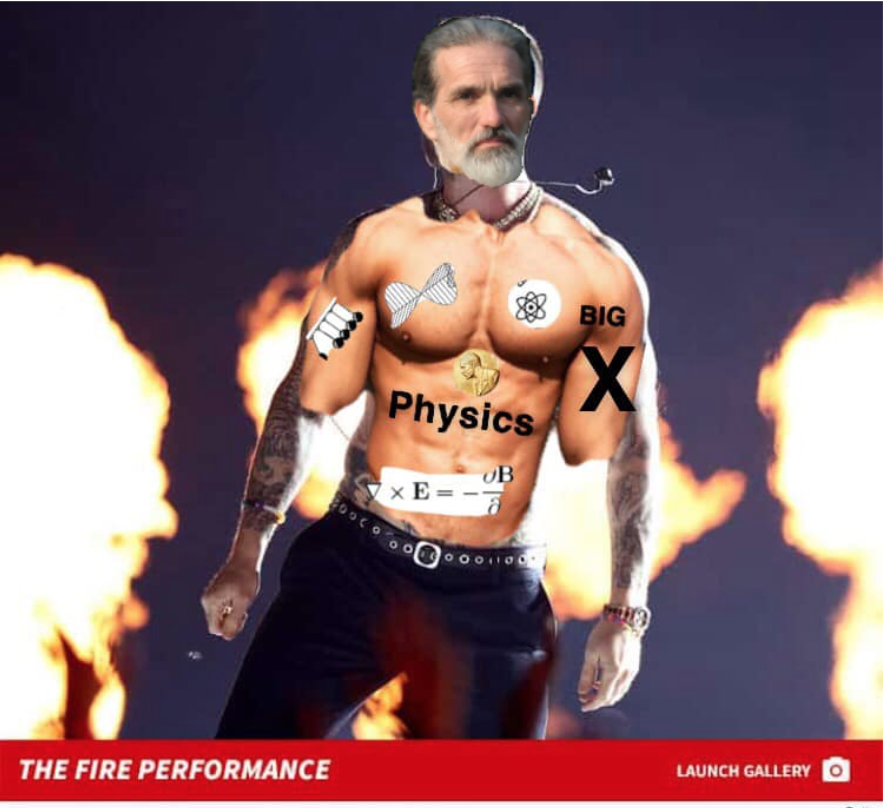 BIG
X
Physics
∇ × E = −∂B/∂
THE FIRE PERFORMANCE
LAUNCH GALLERY